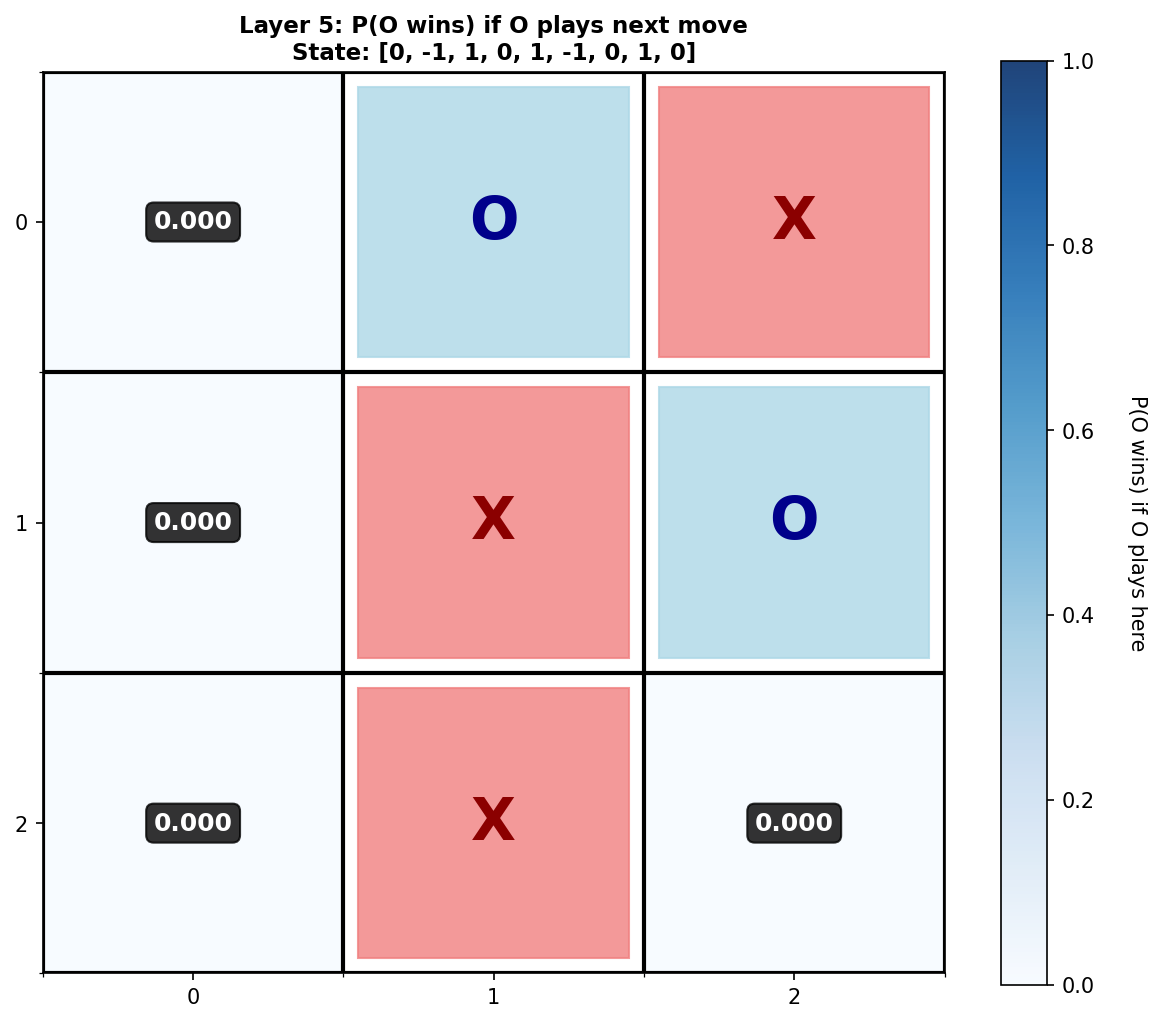 Layer 5: P(O wins) if O plays next move
State: [0, -1, 1, 0, 1, -1, 0, 1, 0]
0
0.000
O
X
1
0.000
X
O
2
0.000
X
0.000
0
1
2
1.0
0.8
0.6
0.4
0.2
0.0
P(O wins) if O plays here